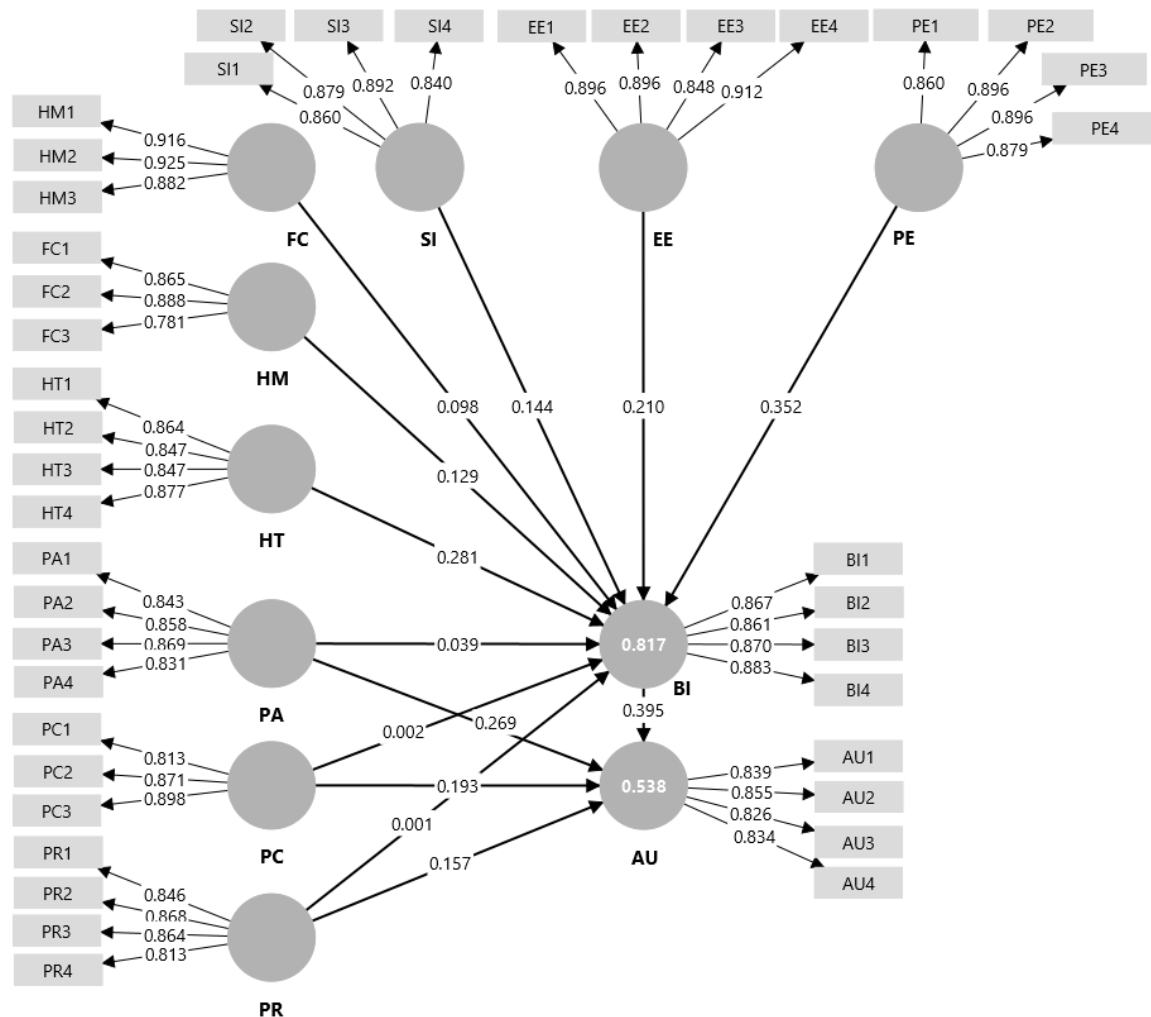 SI2 SI3 SI4 EE1 EE2 EE3 EE4 PE1 PE2
SI1 PE3
0.879 0.892 0.840 0.896 0.896 0.848 0.912 0.860 0.896
0.860 0.896
PE4
0.879
HM1
HM2
HM3
0.916
0.925
0.882
FC SI EE PE
FC1
FC2
FC3
0.865
0.888
0.781
HM
HT1
HT2
HT3
HT4
0.864
0.847
0.847
0.877
HT
0.098 0.144 0.210 0.352
0.129
0.281
PA1
PA2
PA3
PA4
0.843
0.858
0.869
0.831
PA
0.039
0.817
BI
0.867
0.861
0.870
0.883
BI1
BI2
BI3
BI4
0.395
0.269
0.002
PC1
PC2
PC3
0.813
0.871
0.898
PC
0.193
0.538
AU
0.839
0.855
0.826
0.834
AU1
AU2
AU3
AU4
0.001
0.157
PR1
PR2
PR3
PR4
0.846
0.868
0.864
0.813
PR